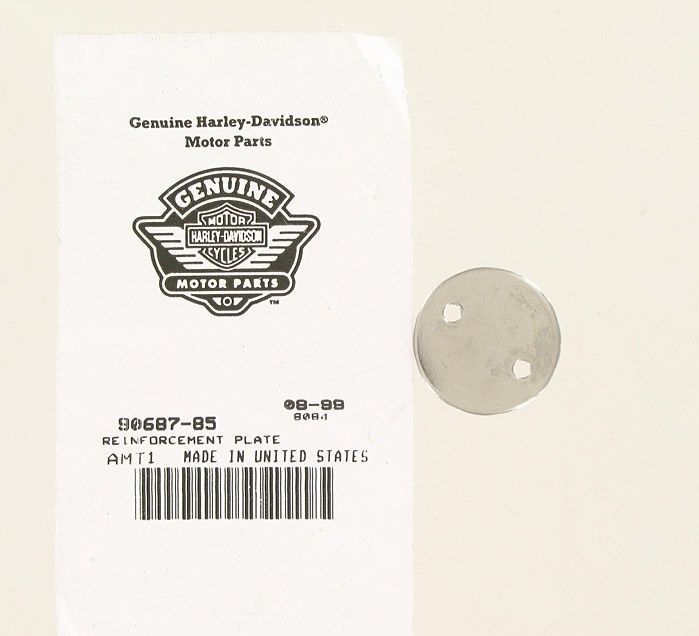 Genuine Harley-Davidson®
Motor Parts
GENUINE
MOTOR
HARLEY-DAVIDSON
CYCLES
MOTOR PARTS
™
08-99
8084
90687-85
REINFORCEMENT PLATE
AMT1 MADE IN UNITED STATES